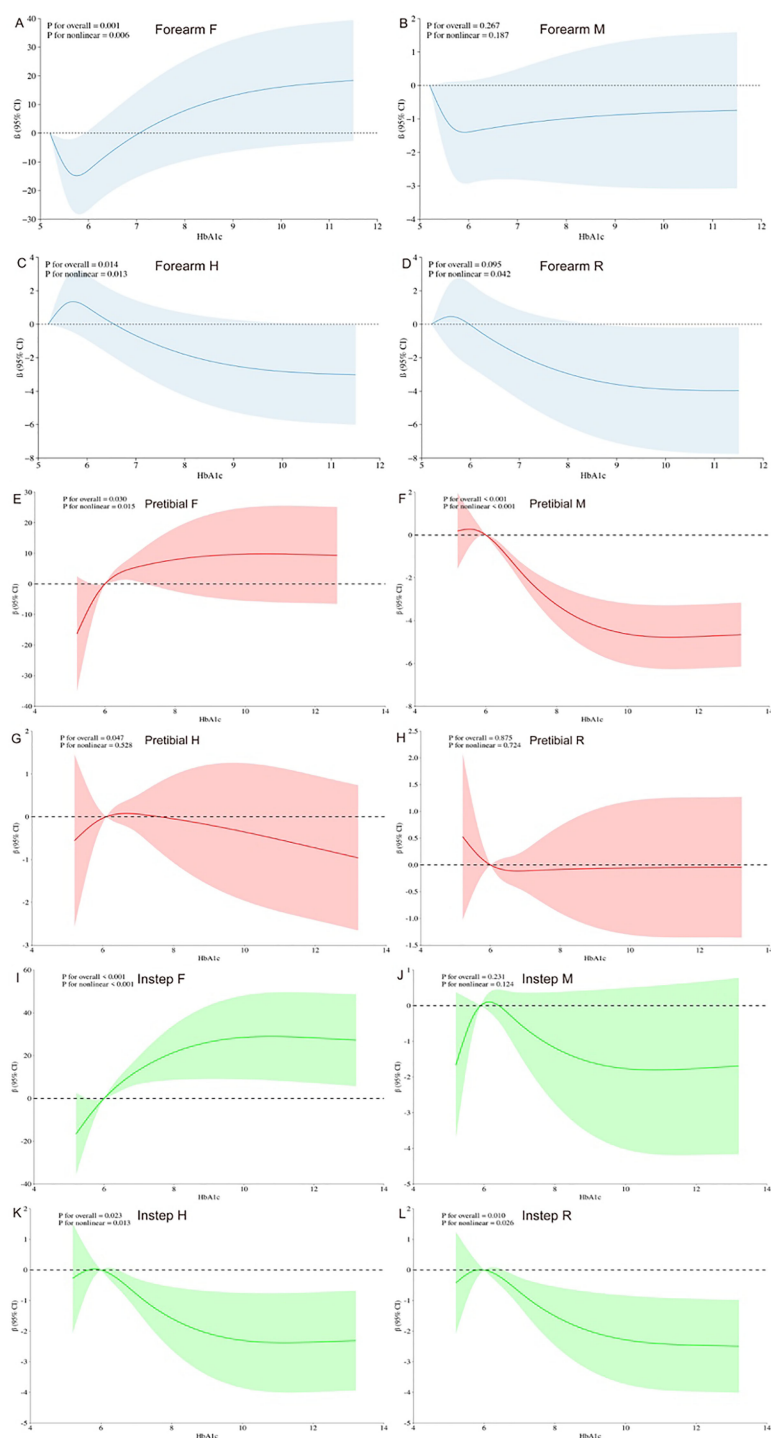 A
P for overall = 0.001
P for nonlinear = 0.006
Forearm F
40
30
20
10
0
-10
-20
-30
ß (95% CI)
5 6 7 8 9 10 11 12
HbA1c
B
P for overall = 0.267
P for nonlinear = 0.187
Forearm M
2
1
0
-1
-2
-3
-4
ß (95% CI)
5 6 7 8 9 10 11 12
HbA1c
C
P for overall = 0.014
P for nonlinear = 0.013
Forearm H
4
2
0
-2
-4
-6
-8
ß (95% CI)
5 6 7 8 9 10 11 12
HbA1c
D
P for overall = 0.095
P for nonlinear = 0.042
Forearm R
4
2
0
-2
-4
-6
-8
ß (95% CI)
5 6 7 8 9 10 11 12
HbA1c
E
P for overall = 0.030
P for nonlinear = 0.015
Pretibial F
30
20
10
0
-10
-20
-30
-40
β (95% CI)
4 6 8 10 12 14
HbA1c
F
P for overall < 0.001
P for nonlinear < 0.001
Pretibial M
2
0
-2
-4
-6
-8
β (95% CI)
4 6 8 10 12 14
HbA1c
G
P for overall = 0.047
P for nonlinear = 0.528
Pretibial H
2
1
0
-1
-2
-3
β (95% CI)
4 6 8 10 12 14
HbA1c
H
P for overall = 0.875
P for nonlinear = 0.724
Pretibial R
2.5
2.0
1.5
1.0
0.5
0.0
-0.5
-1.0
-1.5
β (95% CI)
4 6 8 10 12 14
HbA1c
I
P for overall < 0.001
P for nonlinear < 0.001
Instep F
60
40
20
0
-20
-40
β (95% CI)
4 6 8 10 12 14
HbA1c
J
P for overall = 0.231
P for nonlinear = 0.124
Instep M
1
0
-1
-2
-3
-4
-5
β (95% CI)
4 6 8 10 12 14
HbA1c
K
P for overall = 0.023
P for nonlinear = 0.013
Instep H
2
1
0
-1
-2
-3
-4
-5
β (95% CI)
4 6 8 10 12 14
HbA1c
L
P for overall = 0.010
P for nonlinear = 0.026
Instep R
2
1
0
-1
-2
-3
-4
-5
β (95% CI)
4 6 8 10 12 14
HbA1c